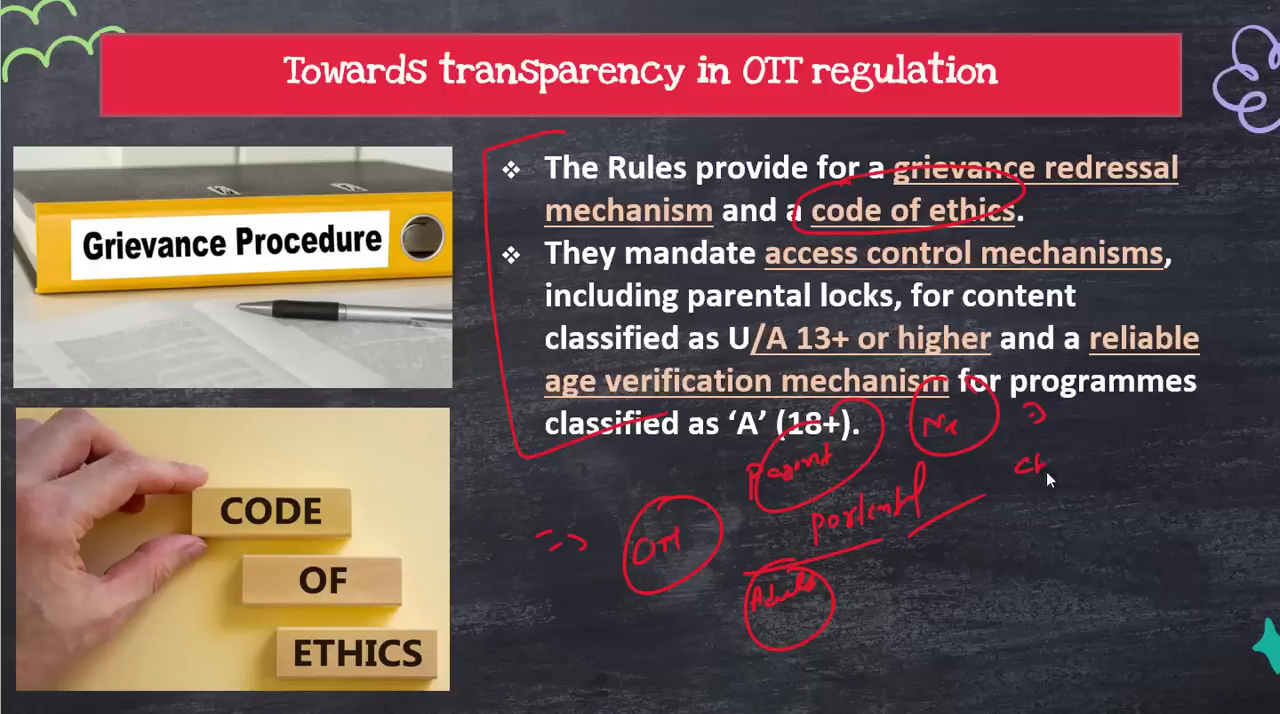 Towards transparency in OTT regulation
Grievance Procedure
CODE
OF
ETHICS
❖ The Rules provide for a grievance redressal
mechanism and a code of ethics.
❖ They mandate access control mechanisms,
including parental locks, for content
classified as U/A 13+ or higher and a reliable
age verification mechanism for programmes
classified as ‘A’ (18+).
=> OTT